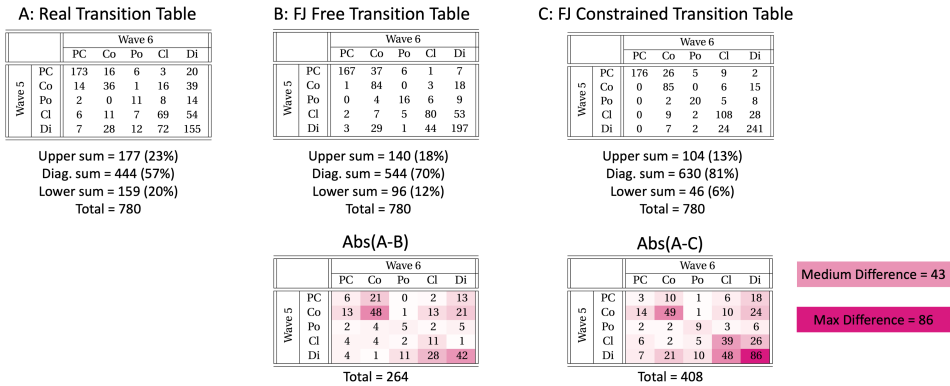 A: Real Transition Table
Wave 6
PC Co Po Cl Di
Wave 5
PC 173 16 6 3 20
Co 14 36 1 16 39
Po 2 0 11 8 14
Cl 6 11 7 69 54
Di 7 28 12 72 155
Upper sum = 177 (23%)
Diag. sum = 444 (57%)
Lower sum = 159 (20%)
Total = 780
B: FJ Free Transition Table
Wave 6
PC Co Po Cl Di
Wave 5
PC 167 37 6 1 7
Co 1 84 0 3 18
Po 0 4 16 6 9
Cl 2 7 5 80 53
Di 3 29 1 44 197
Upper sum = 140 (18%)
Diag. sum = 544 (70%)
Lower sum = 96 (12%)
Total = 780
C: FJ Constrained Transition Table
Wave 6
PC Co Po Cl Di
Wave 5
PC 176 26 5 9 2
Co 0 85 0 6 15
Po 0 2 20 5 8
Cl 0 9 2 108 28
Di 0 7 2 24 241
Upper sum = 104 (13%)
Diag. sum = 630 (81%)
Lower sum = 46 (6%)
Total = 780
Abs(A-B)
Wave 6
PC Co Po Cl Di
Wave 5
PC 6 21 0 2 13
Co 13 48 1 13 21
Po 2 4 5 2 5
Cl 4 4 2 11 1
Di 4 1 11 28 42
Total = 264
Abs(A-C)
Wave 6
PC Co Po Cl Di
Wave 5
PC 3 10 1 6 18
Co 14 49 1 10 24
Po 2 2 9 3 6
Cl 6 2 5 39 26
Di 7 21 10 48 86
Total = 408
Medium Difference = 43
Max Difference = 86